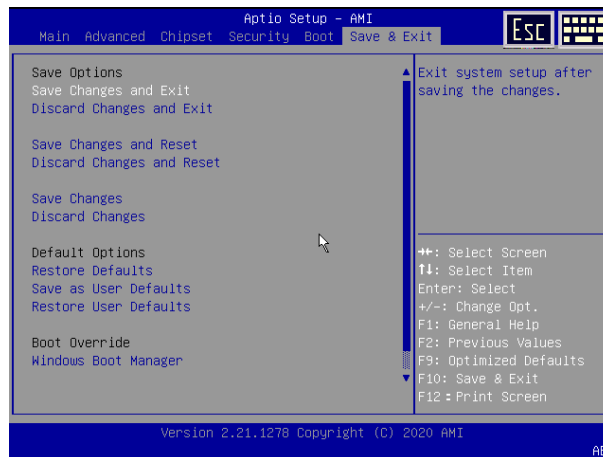 Aptio Setup - AMI
Main Advanced Chipset Security Boot Save & Exit
Esc
Save Options
Save Changes and Exit
Discard Changes and Exit
Save Changes and Reset
Discard Changes and Reset
Save Changes
Discard Changes
Default Options
Restore Defaults
Save as User Defaults
Restore User Defaults
Boot Override
Windows Boot Manager
Exit system setup after
saving the changes.
→←: Select Screen
↑↓: Select Item
Enter: Select
+/-: Change Opt.
F1: General Help
F2: Previous Values
F9: Optimized Defaults
F10: Save & Exit
F12 : Print Screen
Version 2.21.1278 Copyright (C) 2020 AMI